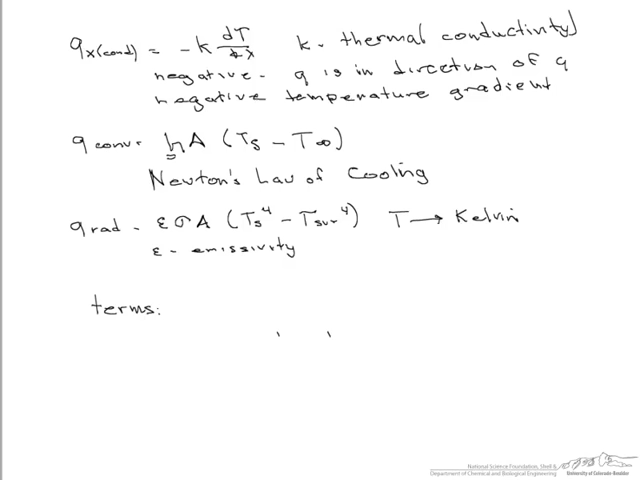 q x(cond) = -k dT/dx k - thermal conductivity
negative - q is in direction of a
negative temperature gradient
q conv = h A (Ts - T∞)
Newton's Law of Cooling
q rad = εσA (Ts⁴ - Tsur⁴) T → Kelvin
ε - emissivity
terms:
National Science Foundation, Shell &
Department of Chemical and Biological Engineering University of Colorado-Boulder